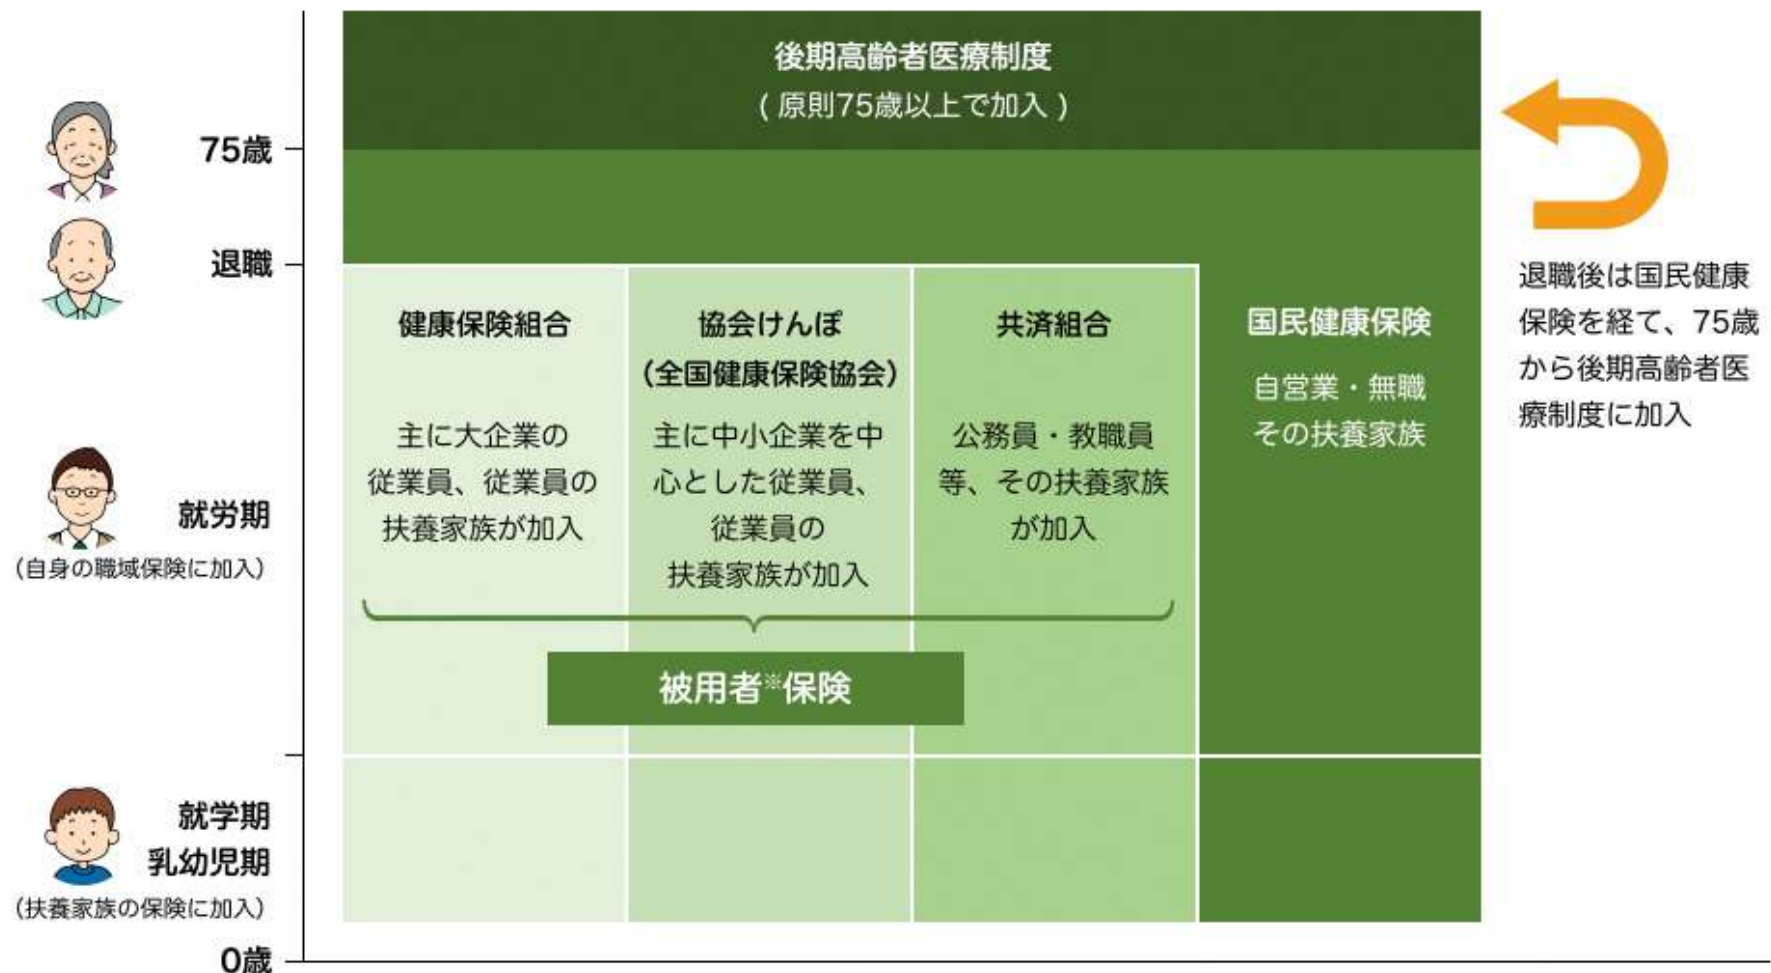 後期高齢者医療制度
( 原則75歳以上で加入 )
75歳
退職
健康保険組合
主に大企業の
従業員、従業員の
扶養家族が加入
協会けんぽ
(全国健康保険協会)
主に中小企業を中
心とした従業員、
従業員の
扶養家族が加入
共済組合
公務員・教職員
等、その扶養家族
が加入
国民健康保険
自営業・無職
その扶養家族
退職後は国民健康
保険を経て、75歳
から後期高齢者医
療制度に加入
就労期
(自身の職域保険に加入)
被用者※保険
就学期
乳幼児期
(扶養家族の保険に加入)
0歳